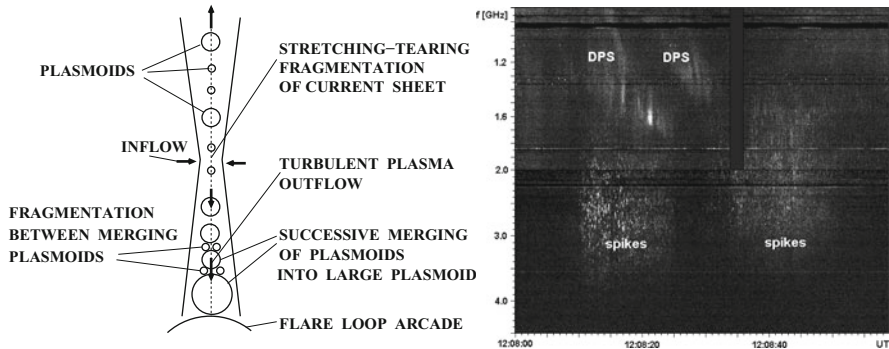 PLASMOIDS
STRETCHING–TEARING
FRAGMENTATION
OF CURRENT SHEET
INFLOW
TURBULENT PLASMA
OUTFLOW
FRAGMENTATION
BETWEEN MERGING
PLASMOIDS
SUCCESSIVE MERGING
OF PLASMOIDS
INTO LARGE PLASMOID
FLARE LOOP ARCADE
f [GHz]
DPS DPS
1.2
1.6
2.0
3.0
spikes spikes
4.0
12:08:00 12:08:20 12:08:40 UT